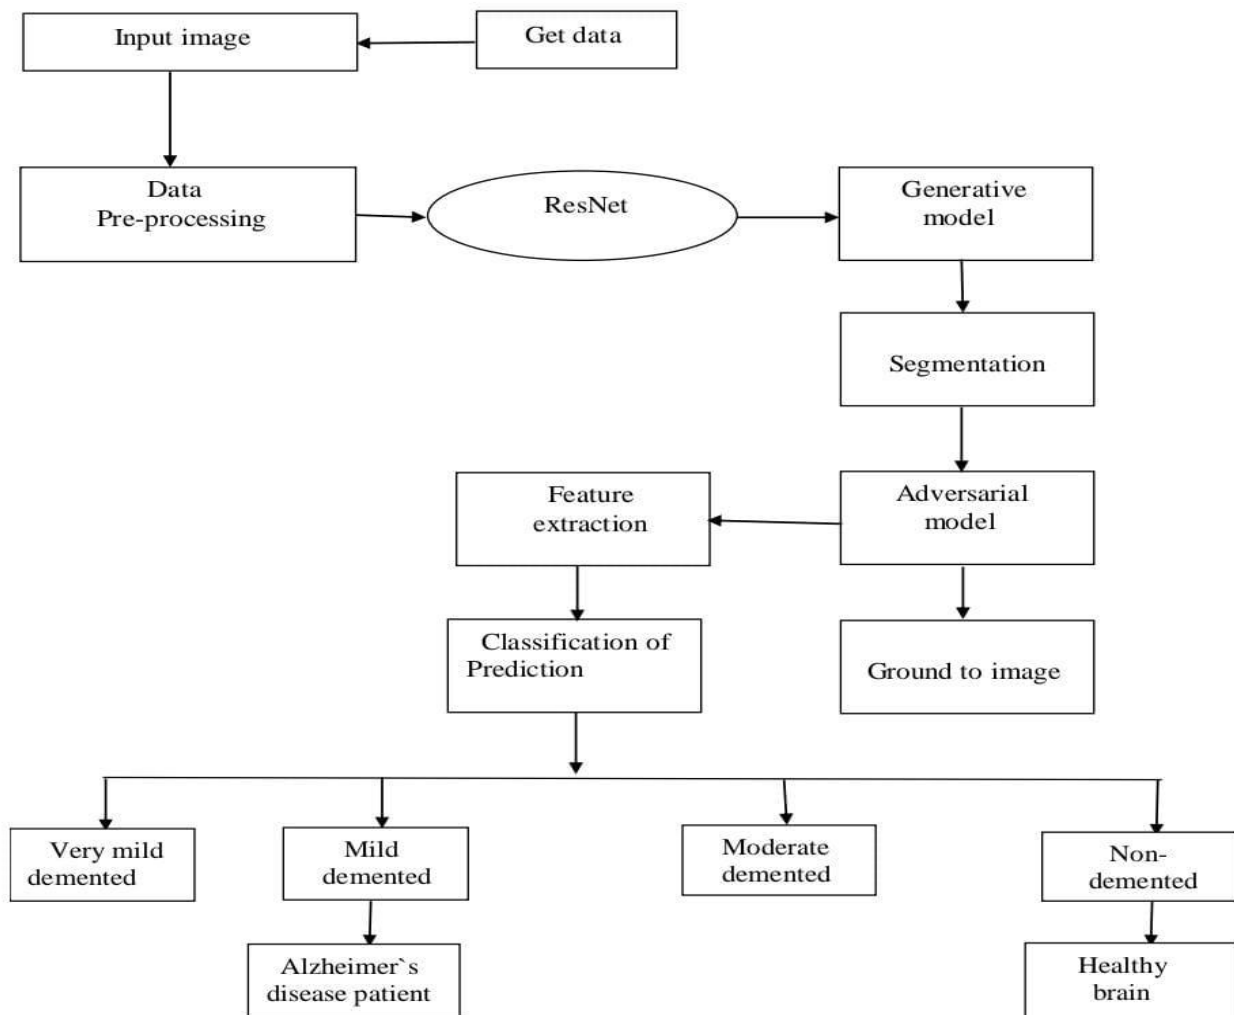 Input image
Get data
Data
Pre-processing
ResNet
Generative
model
Segmentation
Adversarial
model
Feature
extraction
Ground to image
Classification of
Prediction
Very mild
demented
Mild
demented
Moderate
demented
Non-
demented
Alzheimer`s
disease patient
Healthy
brain